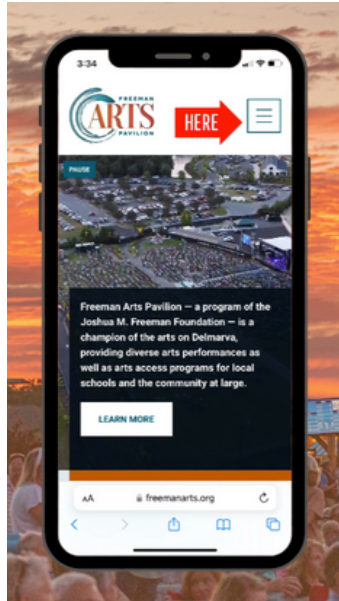 3:34
FREEMAN
ARTS
PAVILION
HERE
PAUSE
Freeman Arts Pavilion — a program of the
Joshua M. Freeman Foundation — is a
champion of the arts on Delmarva,
providing diverse arts performances as
well as arts access programs for local
schools and the community at large.
LEARN MORE
AA
freemanarts.org